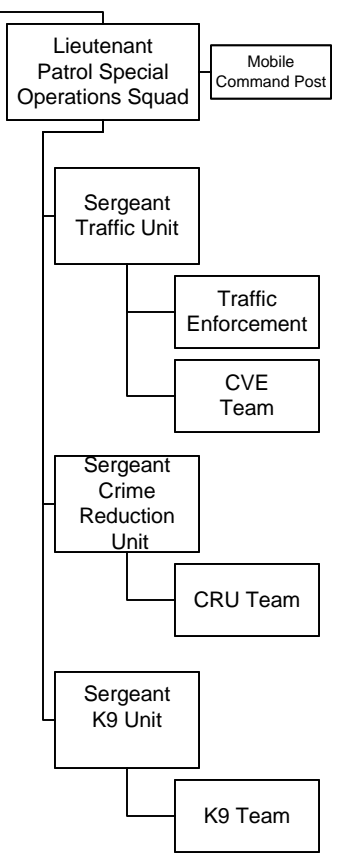 Lieutenant
Patrol Special
Operations Squad
Mobile
Command Post
Sergeant
Traffic Unit
Traffic
Enforcement
CVE
Team
Sergeant
Crime
Reduction
Unit
CRU Team
Sergeant
K9 Unit
K9 Team